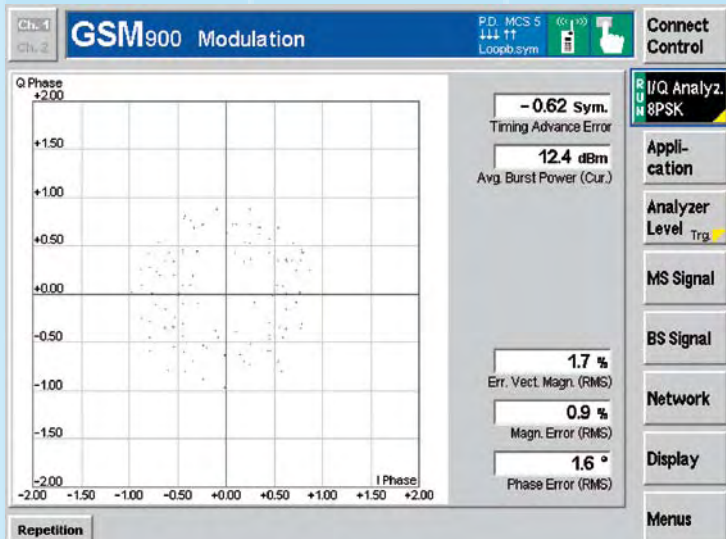 Ch. 1
Ch. 2
GSM900 Modulation
P.D. MCS 5
↓↓↓ ↑↑
Loopb.sym
Connect
Control
Q Phase
+2.00
+2.00
+1.50
+1.00
+0.50
+0.00
-0.50
-1.00
-1.50
-2.00
-2.00 -1.50 -1.00 -0.50 +0.00 +0.50 +1.00 +1.50 +2.00
I Phase
-0.62 Sym.
Timing Advance Error
12.4 dBm
Avg. Burst Power (Cur.)
1.7 %
Err. Vect. Magn. (RMS)
0.9 %
Magn. Error (RMS)
1.6 °
Phase Error (RMS)
RUN
I/Q Analyz.
8PSK
Appli-
cation
Analyzer
Level Trg.
MS Signal
BS Signal
Network
Display
Menus
Repetition